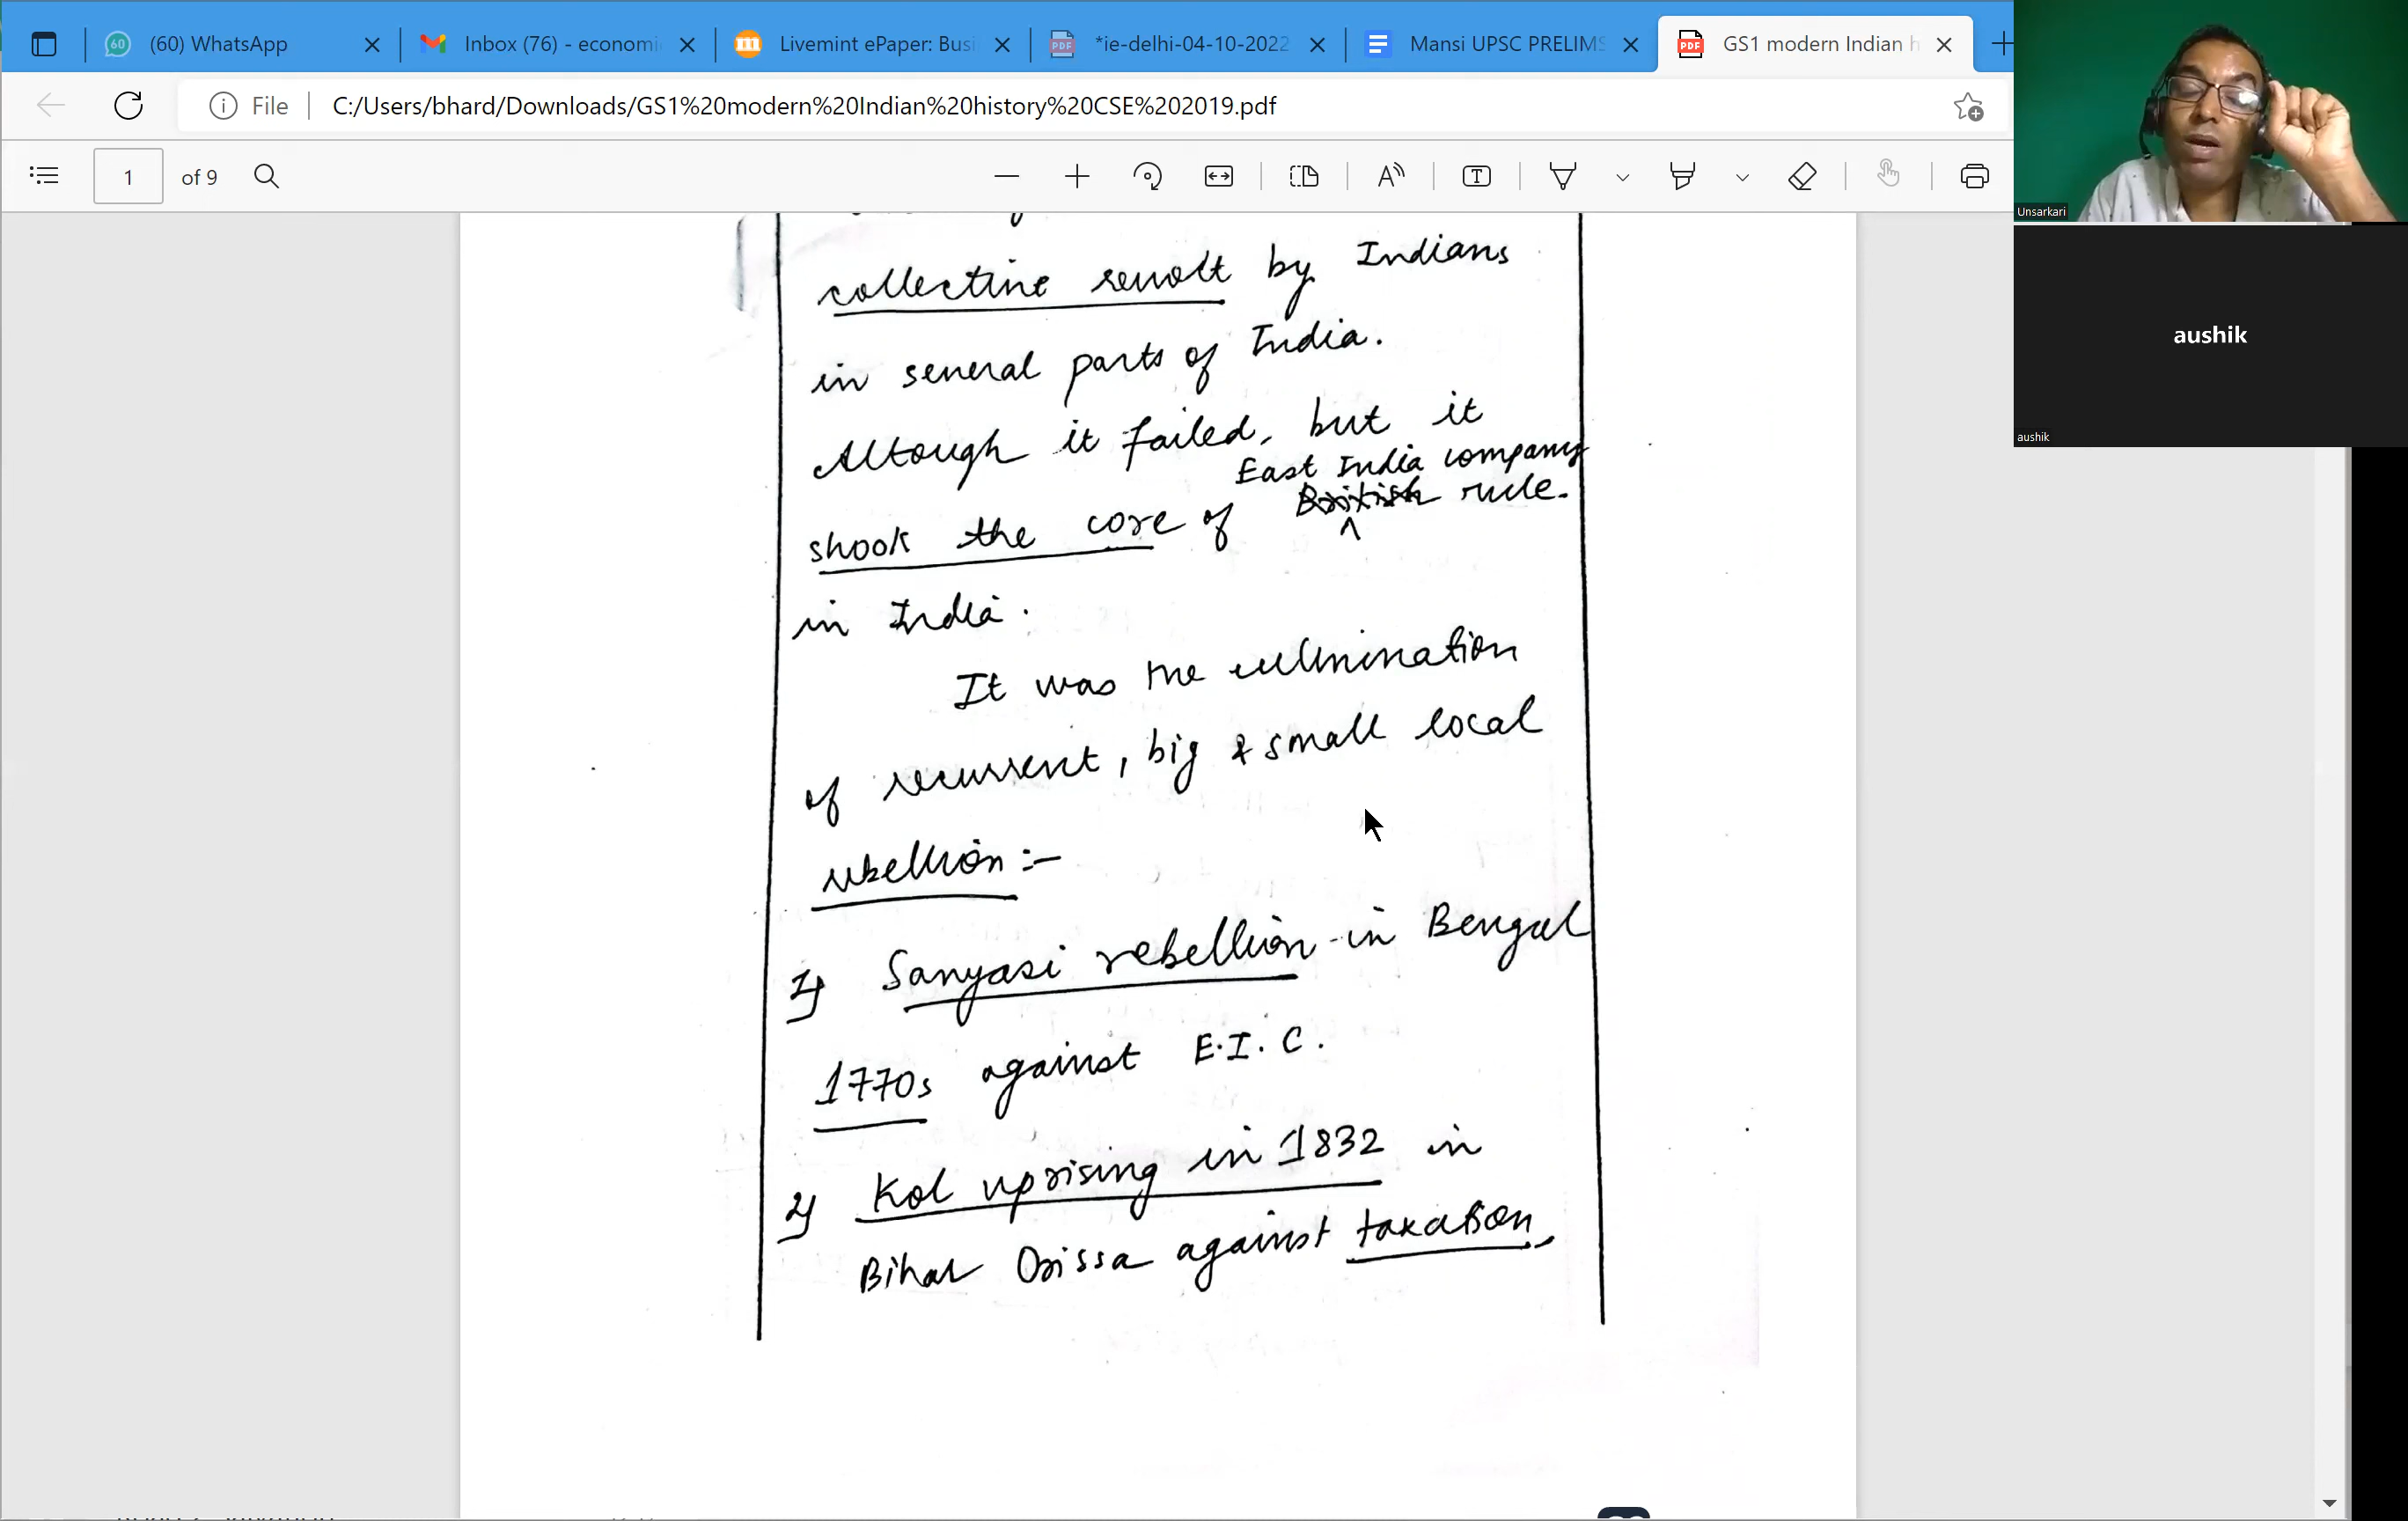 (60) WhatsApp
Inbox (76) - economi
Livemint ePaper: Busi
*ie-delhi-04-10-2022
Mansi UPSC PRELIMS
GS1 modern Indian h
File
C:/Users/bhard/Downloads/GS1%20modern%20Indian%20history%20CSE%202019.pdf
1 of 9
Unsarkari
aushik
aushik
collective revolt by Indians
in several parts of India.
Altough it failed, but it
East India company
shook the core of British rule.
in India.
It was the culmination
of recurrent, big & small local
rebellion :-
1) Sanyasi rebellion in Bengal
1770s against E.I.C.
2) Kol uprising in 1832 in
Bihar Orissa against taxation.